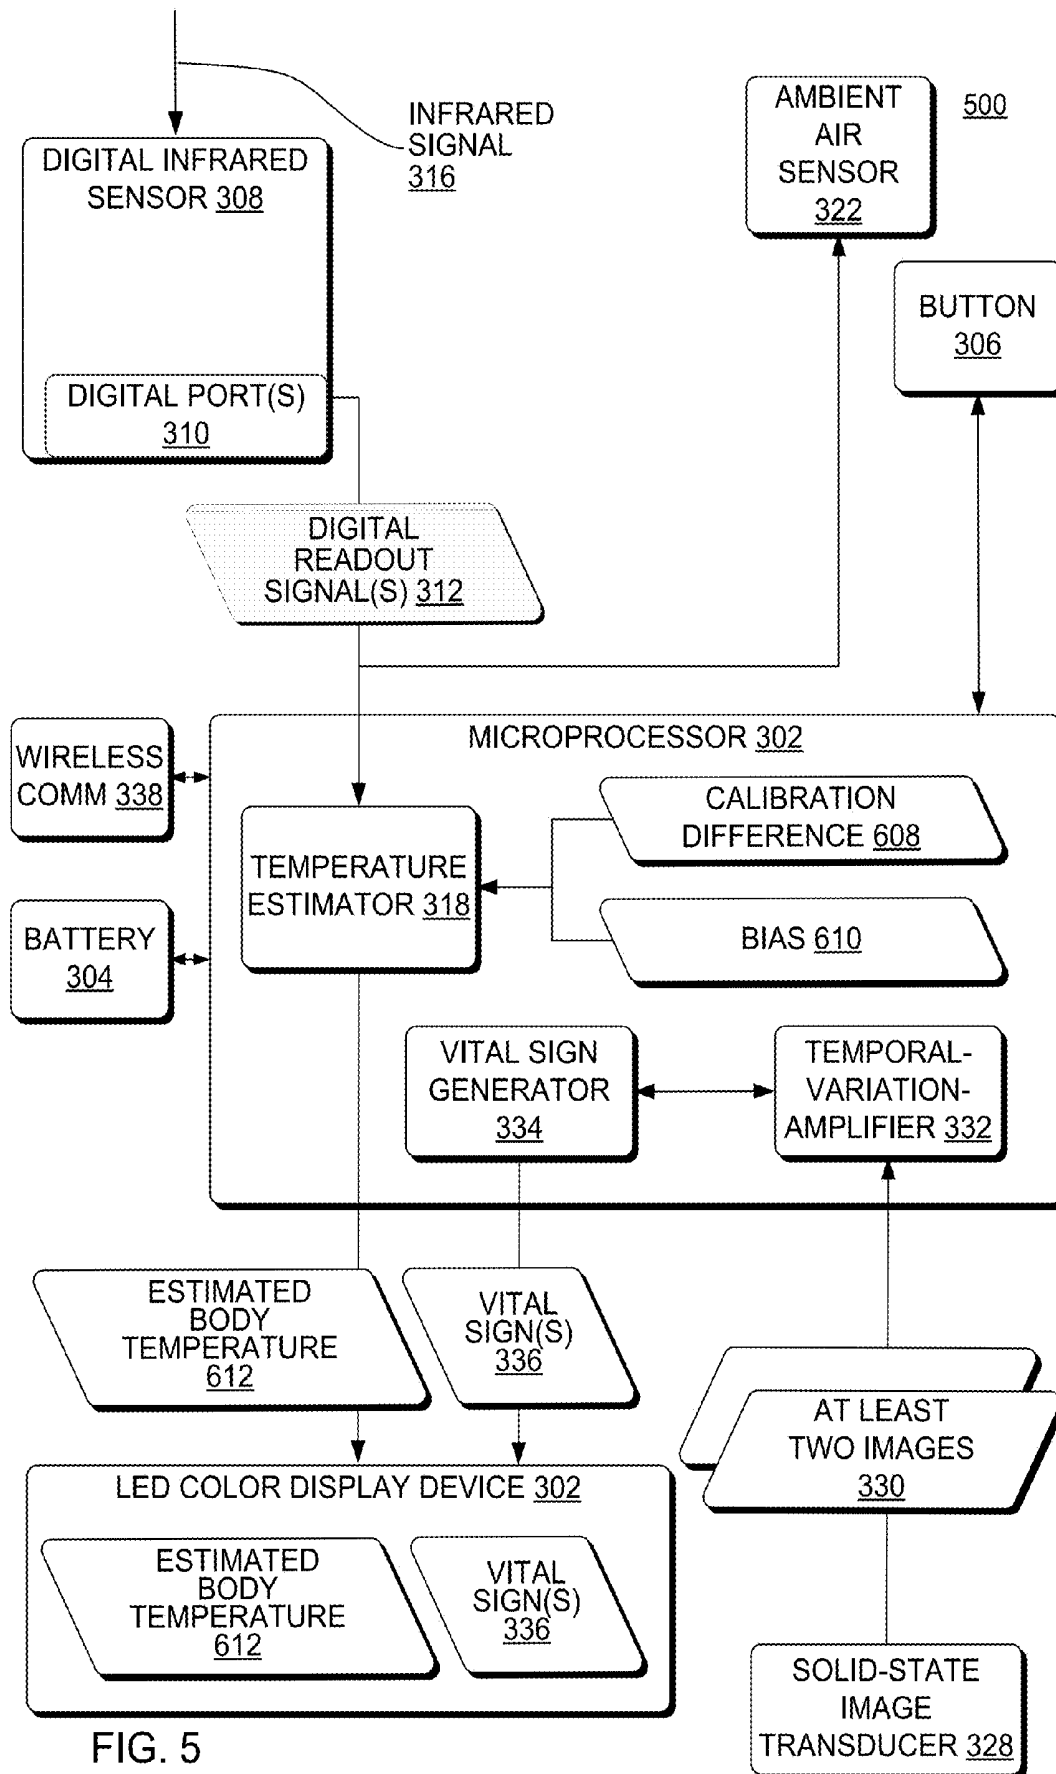 INFRARED
SIGNAL
316
AMBIENT
AIR
SENSOR
322
500
DIGITAL INFRARED
SENSOR 308
BUTTON
306
DIGITAL PORT(S)
310
DIGITAL
READOUT
SIGNAL(S) 312
WIRELESS
COMM 338
MICROPROCESSOR 302
CALIBRATION
DIFFERENCE 608
TEMPERATURE
ESTIMATOR 318
BATTERY
304
BIAS 610
VITAL SIGN
GENERATOR
334
TEMPORAL-
VARIATION-
AMPLIFIER 332
ESTIMATED
BODY
TEMPERATURE
612
VITAL
SIGN(S)
336
AT LEAST
TWO IMAGES
330
LED COLOR DISPLAY DEVICE 302
ESTIMATED
BODY
TEMPERATURE
612
VITAL
SIGN(S)
336
SOLID-STATE
IMAGE
TRANSDUCER 328
FIG. 5